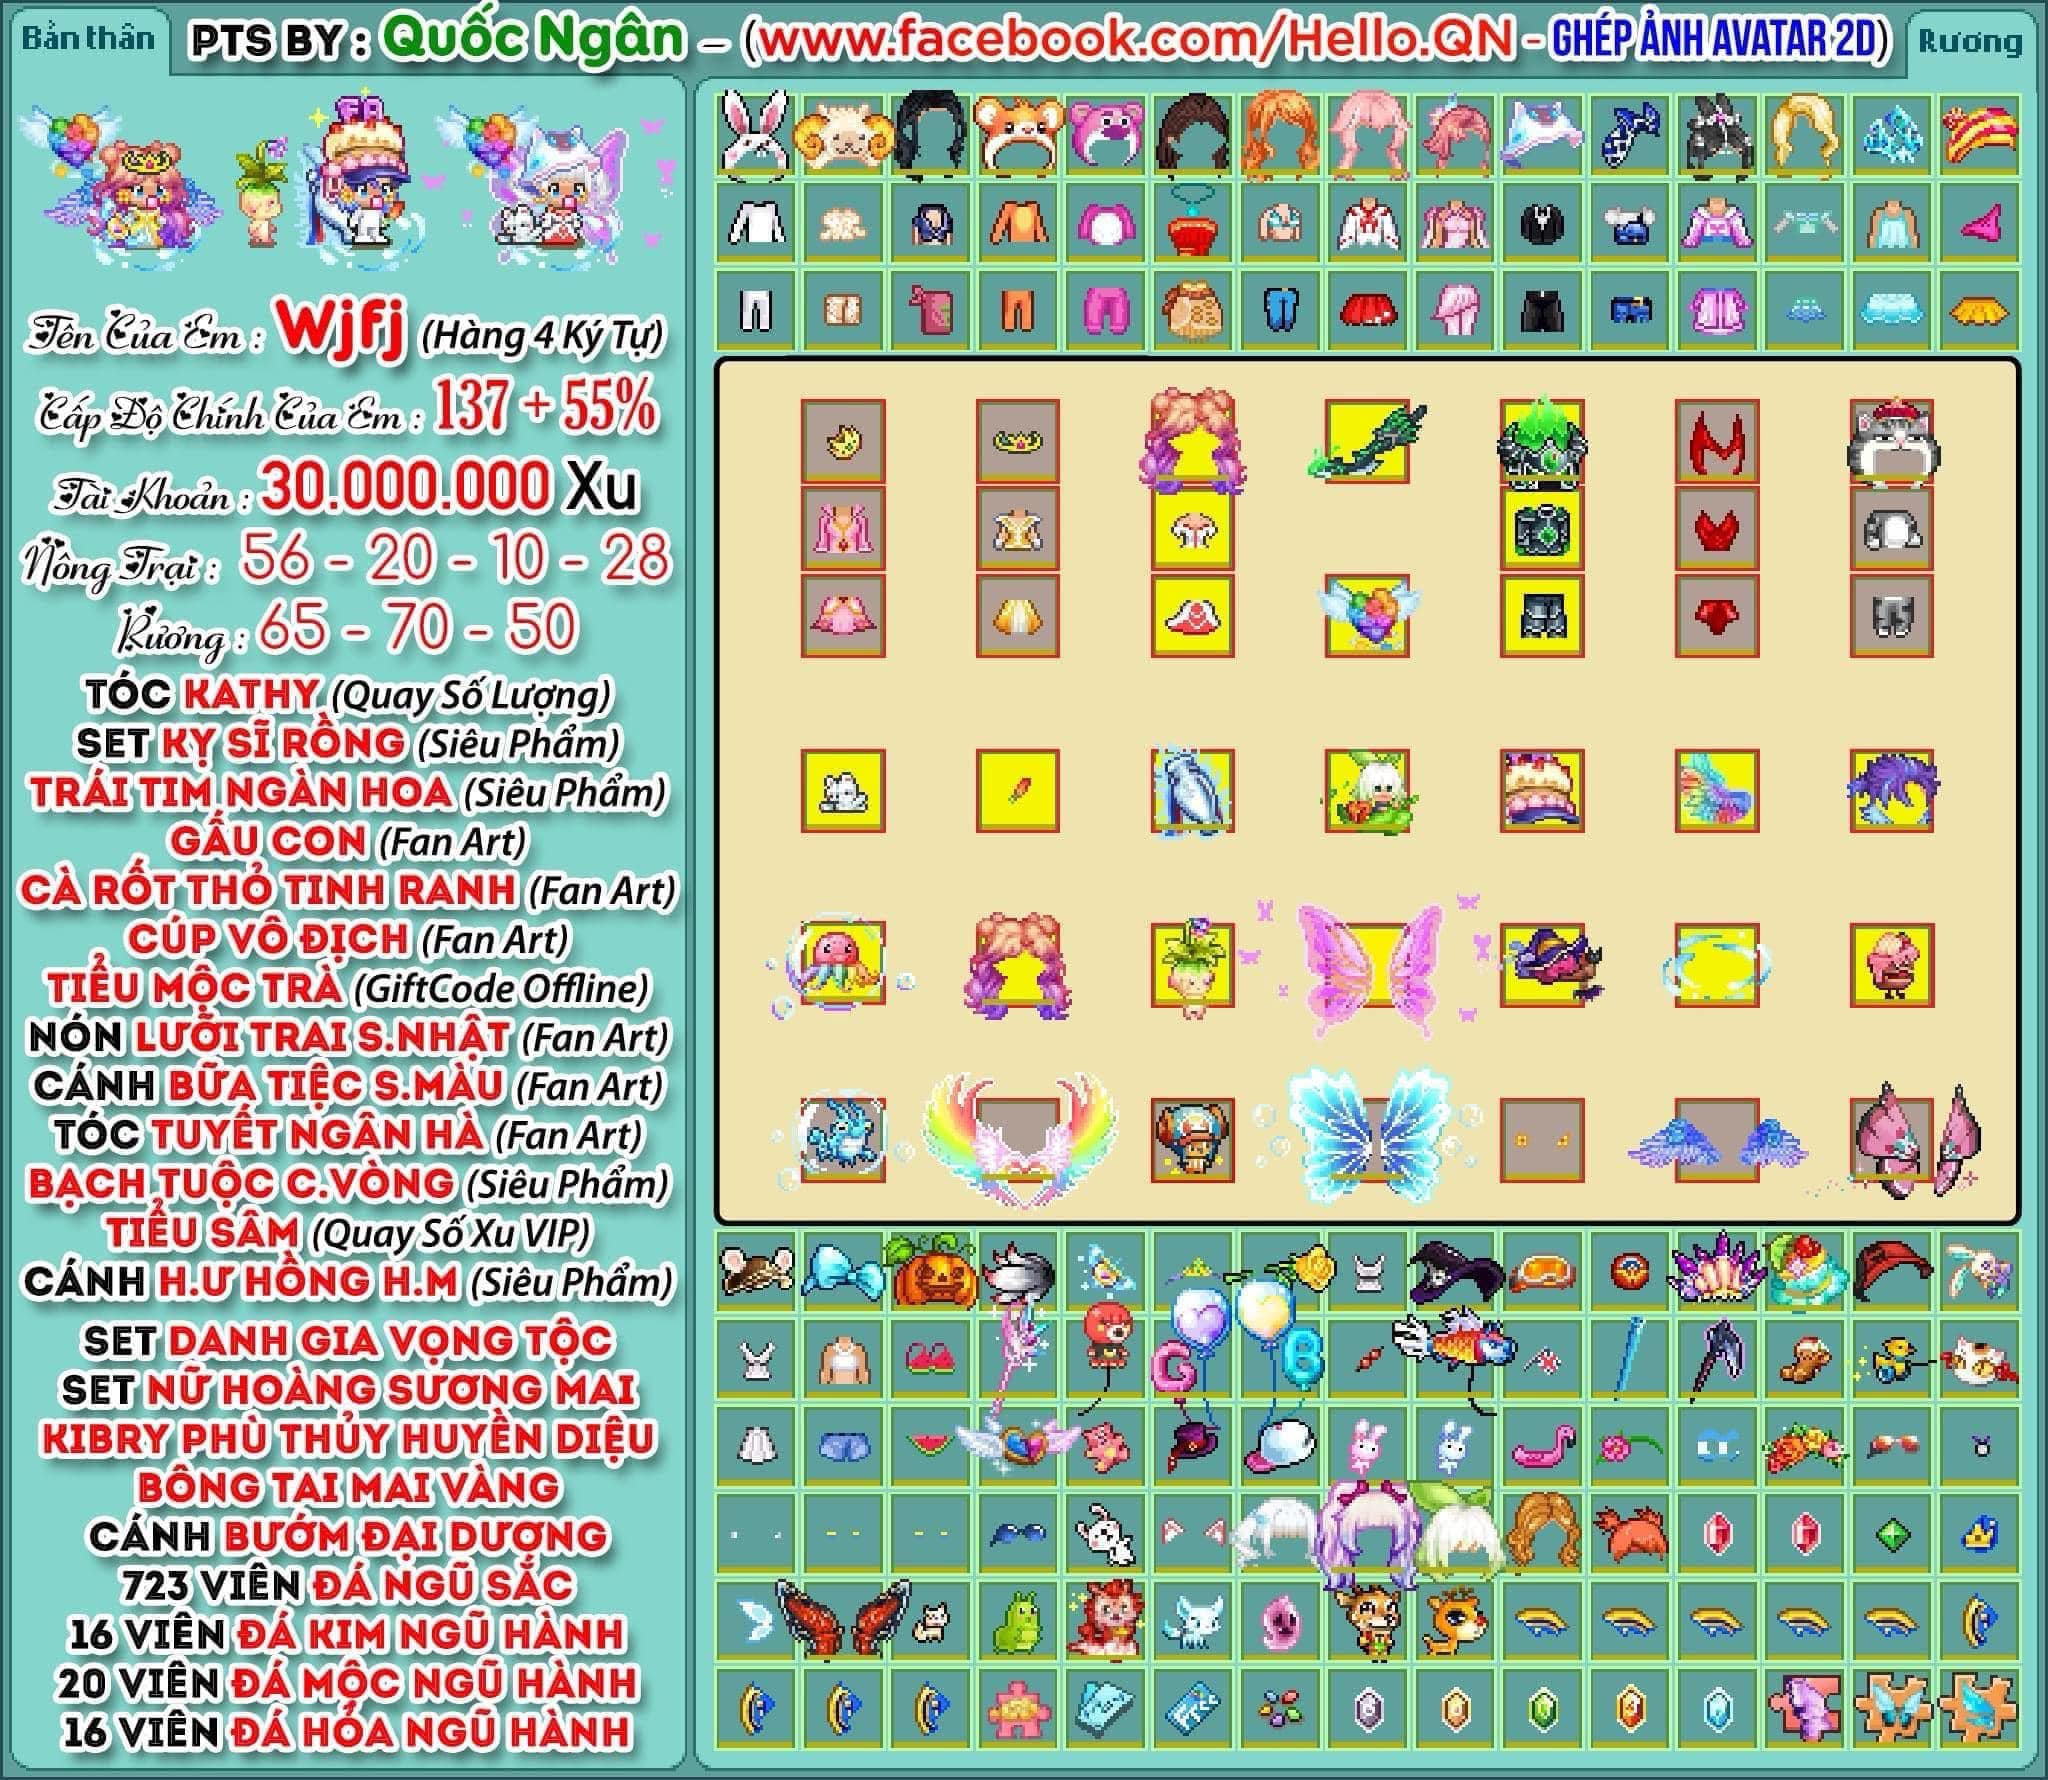 Bản thân
PTS BY : Quốc Ngân – (www.facebook.com/Hello.QN - GHÉP ẢNH AVATAR 2D)
Rương
Tên Của Em : Wjfj (Hàng 4 Ký Tự)
Cấp Độ Chính Của Em : 137 + 55%
Tài Khoản : 30.000.000 Xu
Nông Trại : 56 - 20 - 10 - 28
Rương : 65 - 70 - 50
TÓC KATHY (Quay Số Lượng)
SET KỴ SĨ RỒNG (Siêu Phẩm)
TRÁI TIM NGÀN HOA (Siêu Phẩm)
GẤU CON (Fan Art)
CÀ RỐT THỎ TINH RANH (Fan Art)
CÚP VÔ ĐỊCH (Fan Art)
TIỂU MỘC TRÀ (GiftCode Offline)
NÓN LƯỠI TRAI S.NHẬT (Fan Art)
CÁNH BỮA TIỆC S.MÀU (Fan Art)
TÓC TUYẾT NGÂN HÀ (Fan Art)
BẠCH TUỘC C.VÒNG (Siêu Phẩm)
TIỂU SÂM (Quay Số Xu VIP)
CÁNH H.Ư HỒNG H.M (Siêu Phẩm)
SET DANH GIA VỌNG TỘC
SET NỮ HOÀNG SƯƠNG MAI
KIBRY PHÙ THỦY HUYỀN DIỆU
BÔNG TAI MAI VÀNG
CÁNH BƯỚM ĐẠI DƯƠNG
723 VIÊN ĐÁ NGŨ SẮC
16 VIÊN ĐÁ KIM NGŨ HÀNH
20 VIÊN ĐÁ MỘC NGŨ HÀNH
16 VIÊN ĐÁ HỎA NGŨ HÀNH
FA
G
B